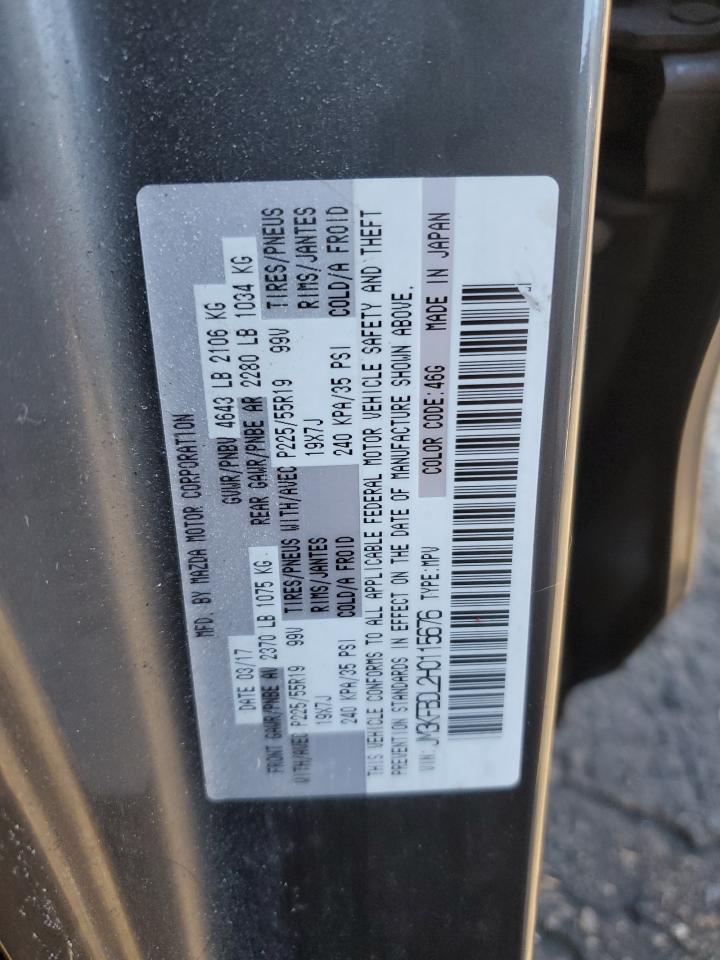 MFD. BY MAZDA MOTOR CORPORATION
DATE 03/17 GVWR/PNBV 4643 LB 2106 KG
FRONT GAWR/PNBE AV 2370 LB 1075 KG REAR GAWR/PNBE AR 2280 LB 1034 KG
WITH/AVEC P225/55R19 99V TIRES/PNEUS WITH/AVEC P225/55R19 99V TIRES/PNEUS
19X7J RIMS/JANTES 19X7J RIMS/JANTES
240 KPA/35 PSI COLD/A FROID 240 KPA/35 PSI COLD/A FROID
THIS VEHICLE CONFORMS TO ALL APPLICABLE FEDERAL MOTOR VEHICLE SAFETY AND THEFT
PREVENTION STANDARDS IN EFFECT ON THE DATE OF MANUFACTURE SHOWN ABOVE.
VIN: JM3KFBDL2H0115676 TYPE:MPV COLOR CODE:46G MADE IN JAPAN